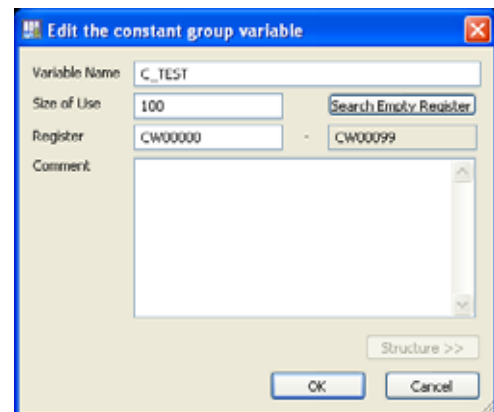 Edit the constant group variable
Variable Name C_TEST
Size of Use 100 Search Empty Register
Register CW00000 - CW00099
Comment
Structure >>
OK Cancel